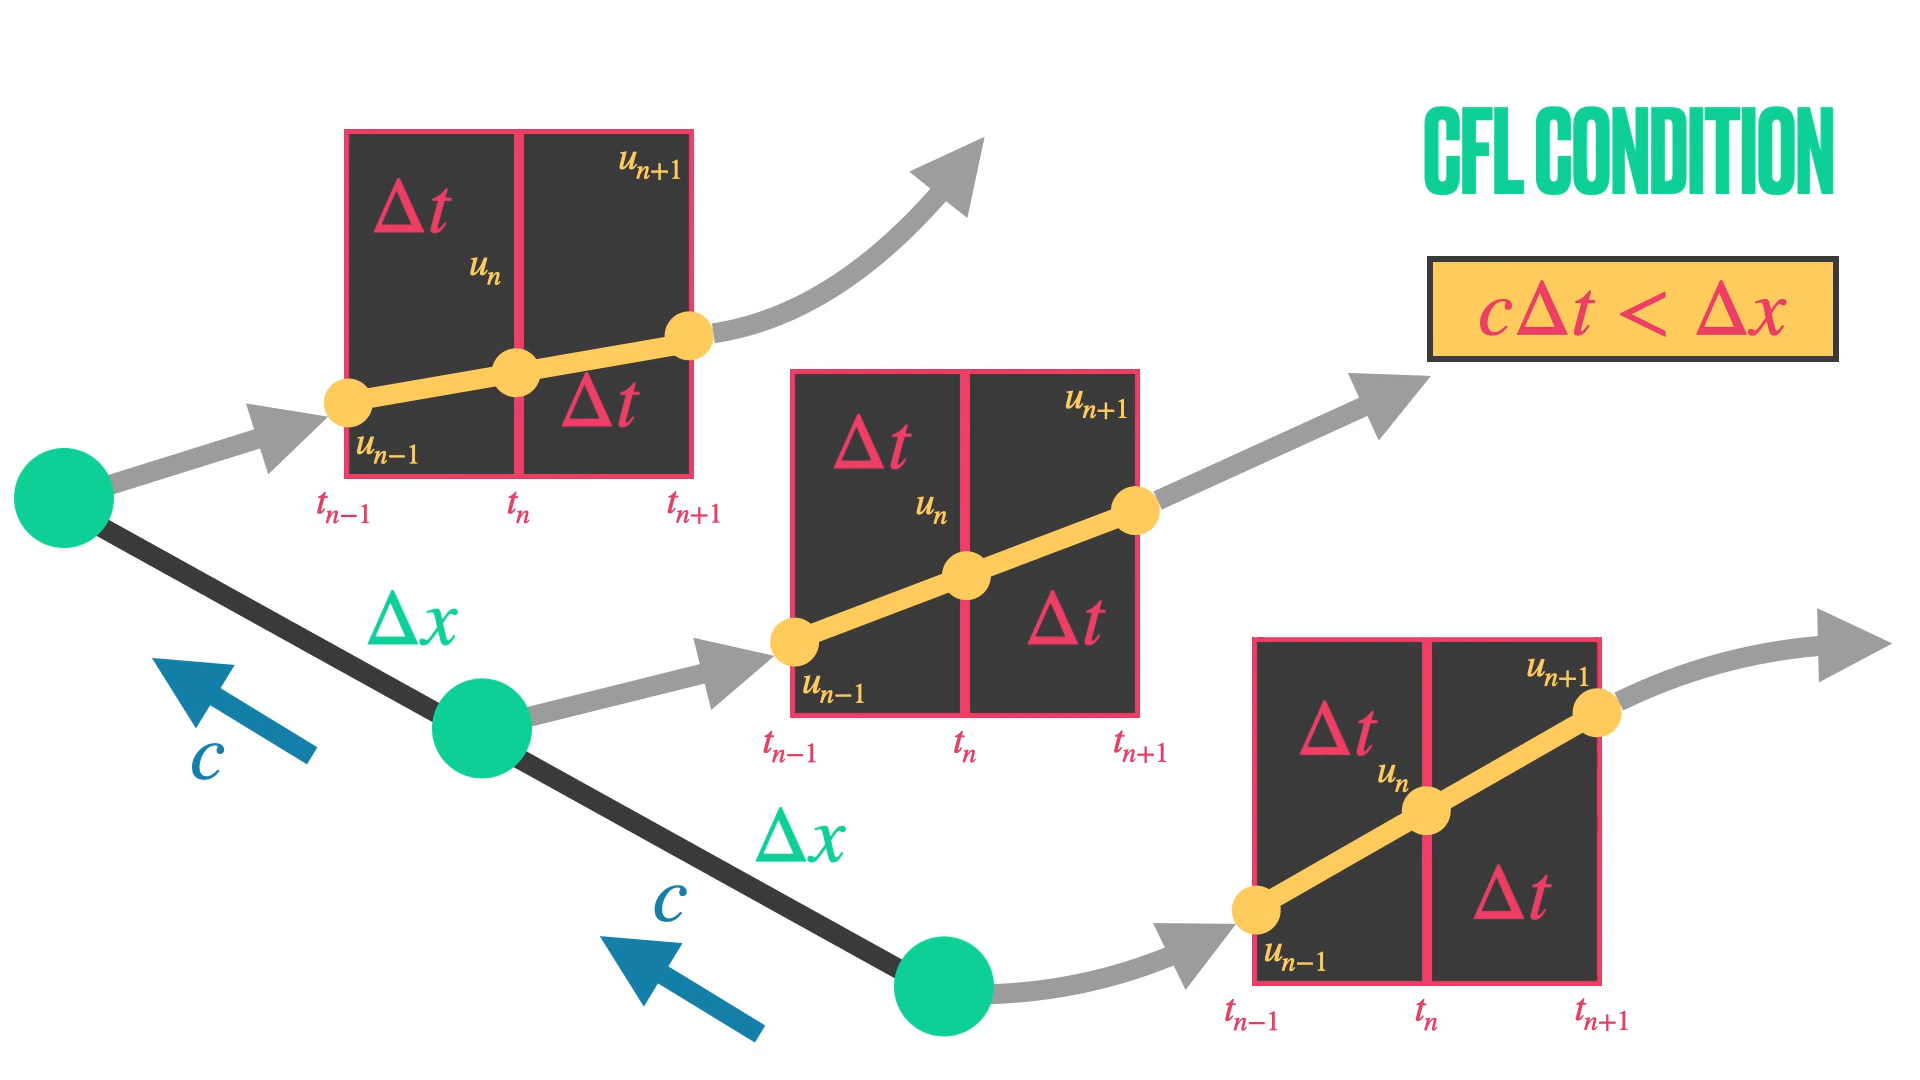 CFL CONDITION
cΔt < Δx
Δt
u_{n+1}
u_n
Δt
u_{n−1}
t_{n−1}
t_n
t_{n+1}
Δt
u_{n+1}
u_n
Δt
u_{n−1}
t_{n−1}
t_n
t_{n+1}
Δx
c
Δx
c
Δt
u_{n+1}
u_n
Δt
u_{n−1}
t_{n−1}
t_n
t_{n+1}